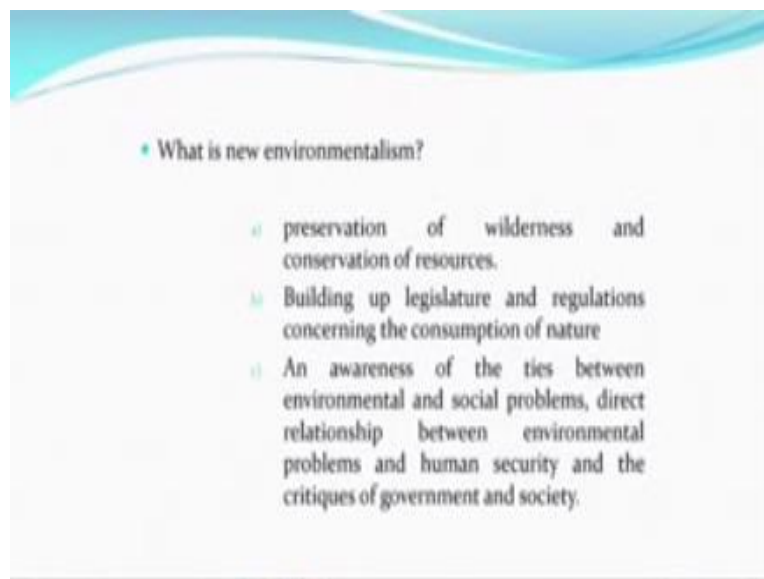 • What is new environmentalism?
a) preservation of wilderness and
conservation of resources.
b) Building up legislature and regulations
concerning the consumption of nature
c) An awareness of the ties between
environmental and social problems, direct
relationship between environmental
problems and human security and the
critiques of government and society.